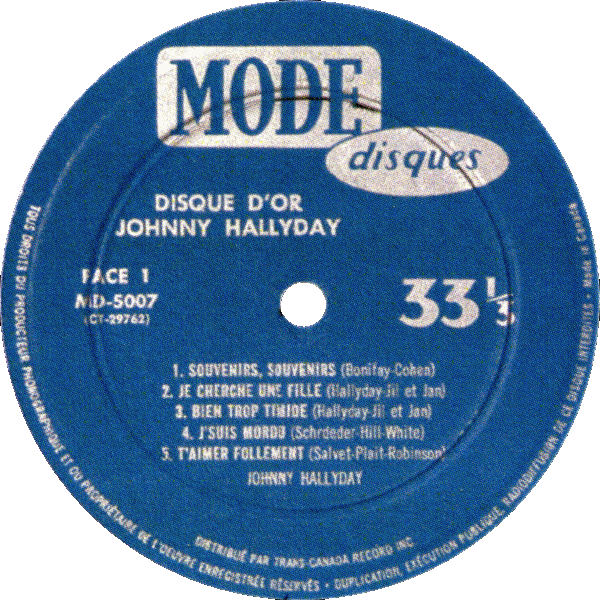 MODE
disques
DISQUE D'OR
JOHNNY HALLYDAY
FACE 1
MD-5007
(CT-29762)
33 1/3
1. SOUVENIRS, SOUVENIRS (Bonifay-Cohen)
2. JE CHERCHE UNE FILLE (Hallyday-Jil et Jan)
3. BIEN TROP TIMIDE (Hallyday-Jil et Jan)
4. J'SUIS MORDU (Schrdeder-Hill-White)
5. T'AIMER FOLLEMENT (Salvet-Plait-Robinson)
JOHNNY HALLYDAY
DISTRIBUÉ PAR TRANS-CANADA RECORD INC.
TOUS DROITS DU PRODUCTEUR PHONOGRAPHIQUE ET DU PROPRIÉTAIRE DE L'OEUVRE ENREGISTRÉE RÉSERVÉS • DUPLICATION, EXÉCUTION PUBLIQUE, RADIODIFFUSION DE CE DISQUE INTERDITES • Made in Canada